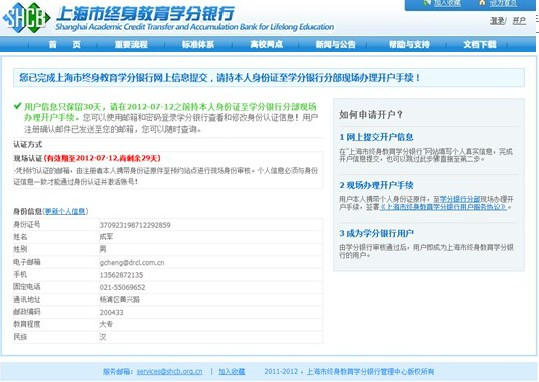 加入收藏 设为首页
SHCB 上海市终身教育学分银行
Shanghai Academic Credit Transfer and Accumulation Bank for Lifelong Education
登录 / 开户
首 页 重要流程 标准体系 高校网点 新闻与公告 帮助与支持 文档下载
您已完成上海市终身教育学分银行网上信息提交，请持本人身份证至学分银行分部现场办理开户手续！
用户信息只保留30天，请在2012-07-12之前持本人身份证至学分银行分部现场
办理开户手续。您可以使用邮箱和密码登录学分银行查看和修改身份认证信息！用
户注册确认邮件已发送至您的邮箱，您可以随时查询。
认证方式
现场认证 (有效期至2012-07-12,尚剩余29天)
-凭预约认证的邮箱，由注册者本人携带身份证原件至预约站点进行现场身份审核。个人信息必须与身份
证信息一致才能通过身份认证并激活账号！
身份信息(更新个人信息)
身份证号 370923198712292859
姓名 成军
性别 男
电子邮箱 gcheng@drcl.com.cn
手机 13562872135
固定电话 021-55069652
通讯地址 杨浦区黄兴路
邮政编码 200433
教育程度 大专
民族 汉
如何申请开户？
1 网上提交开户信息
在“上海市终身教育学分银行”网站填写个人真实信息，完成
开户信息提交，也可以跳过此步骤直接至第二步。
2 现场办理开户手续
用户本人携带个人身份证原件，至学分银行分部现场办理开
户手续，签署《上海市终身教育学分银行用户服务协议》。
3 成为学分银行用户
由学分银行审核通过后，用户即成为上海市终身教育学分银行
的用户。
服务邮箱：services@shcb.org.cn | 加入收藏 2011-2012，上海市终身教育学分银行管理中心版权所有